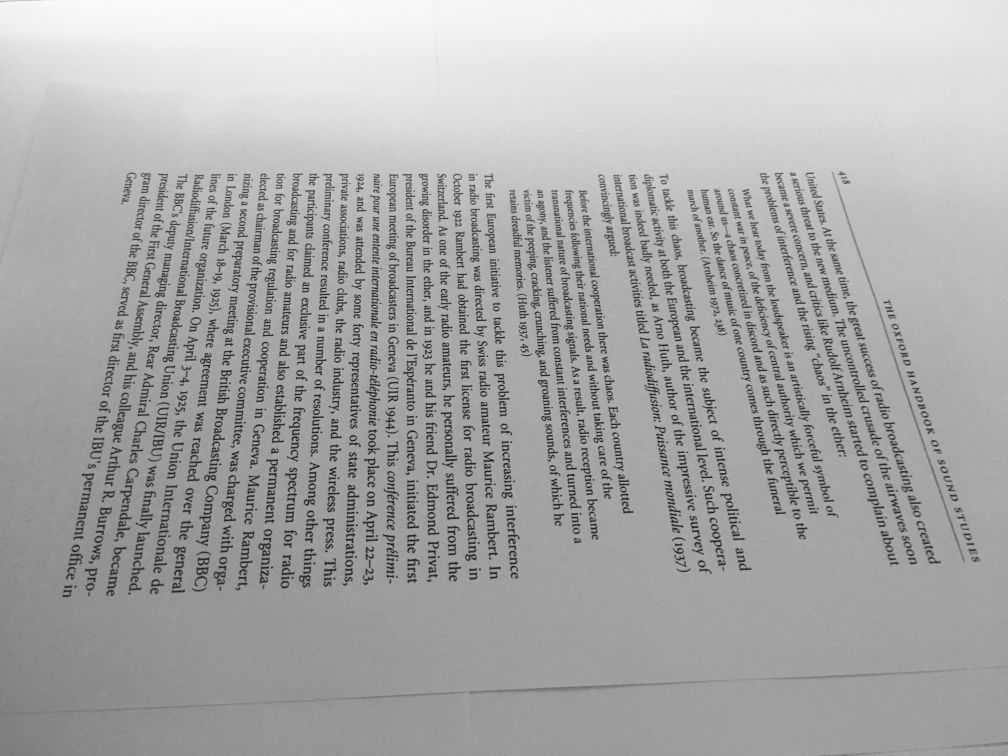 418 THE OXFORD HANDBOOK OF SOUND STUDIES
United States. At the same time, the great success of radio broadcasting also created
a serious threat to the new medium. The uncontrolled crusade of the airwaves soon
became a severe concern, and critics like Rudolf Arnheim started to complain about
the problems of interference and the rising "chaos" in the ether:
What we hear today from the loudspeaker is an artistically forceful symbol of
constant war in peace, of the deficiency of central authority which we permit
around us—a chaos concretized in discord and as such directly perceptible to the
human ear. So the dance of music of one country comes through the funeral
march of another. (Arnheim 1972, 238)
To tackle this chaos, broadcasting became the subject of intense political and
diplomatic activity at both the European and the international level. Such coopera-
tion was indeed badly needed, as Arno Huth, author of the impressive survey of
international broadcast activities titled La radiodiffusion: Puissance mondiale (1937)
convincingly argued:
Before the international cooperation there was chaos. Each country allotted
frequencies following their national needs and without taking care of the
transnational nature of broadcasting signals. As a result, radio reception became
an agony, and the listener suffered from constant interferences and turned into a
victim of the peeping, cracking, crunching, and groaning sounds, of which he
retains dreadful memories. (Huth 1937, 45)
The first European initiative to tackle this problem of increasing interference
in radio broadcasting was directed by Swiss radio amateur Maurice Rambert. In
October 1922 Rambert had obtained the first license for radio broadcasting in
Switzerland. As one of the early radio amateurs, he personally suffered from the
growing disorder in the ether, and in 1923 he and his friend Dr. Edmond Privat,
president of the Bureau International de l'Espéranto in Geneva, initiated the first
European meeting of broadcasters in Geneva (UIR 1944). This conférence prélimi-
naire pour une entente internationale en radio-téléphonie took place on April 22–23,
1924, and was attended by some forty representatives of state administrations,
private associations, radio clubs, the radio industry, and the wireless press. This
preliminary conference resulted in a number of resolutions. Among other things
the participants claimed an exclusive part of the frequency spectrum for radio
broadcasting and for radio amateurs and also established a permanent organiza-
tion for broadcasting regulation and cooperation in Geneva. Maurice Rambert,
elected as chairman of the provisional executive committee, was charged with orga-
nizing a second preparatory meeting at the British Broadcasting Company (BBC)
in London (March 18–19, 1925), where agreement was reached over the general
lines of the future organization. On April 3–4, 1925, the Union Internationale de
Radiodiffusion/International Broadcasting Union (UIR/IBU) was finally launched.
The BBC's deputy managing director, Rear Admiral Charles Carpendale, became
president of the First General Assembly, and his colleague Arthur R. Burrows, pro-
gram director of the BBC, served as first director of the IBU's permanent office in
Geneva.